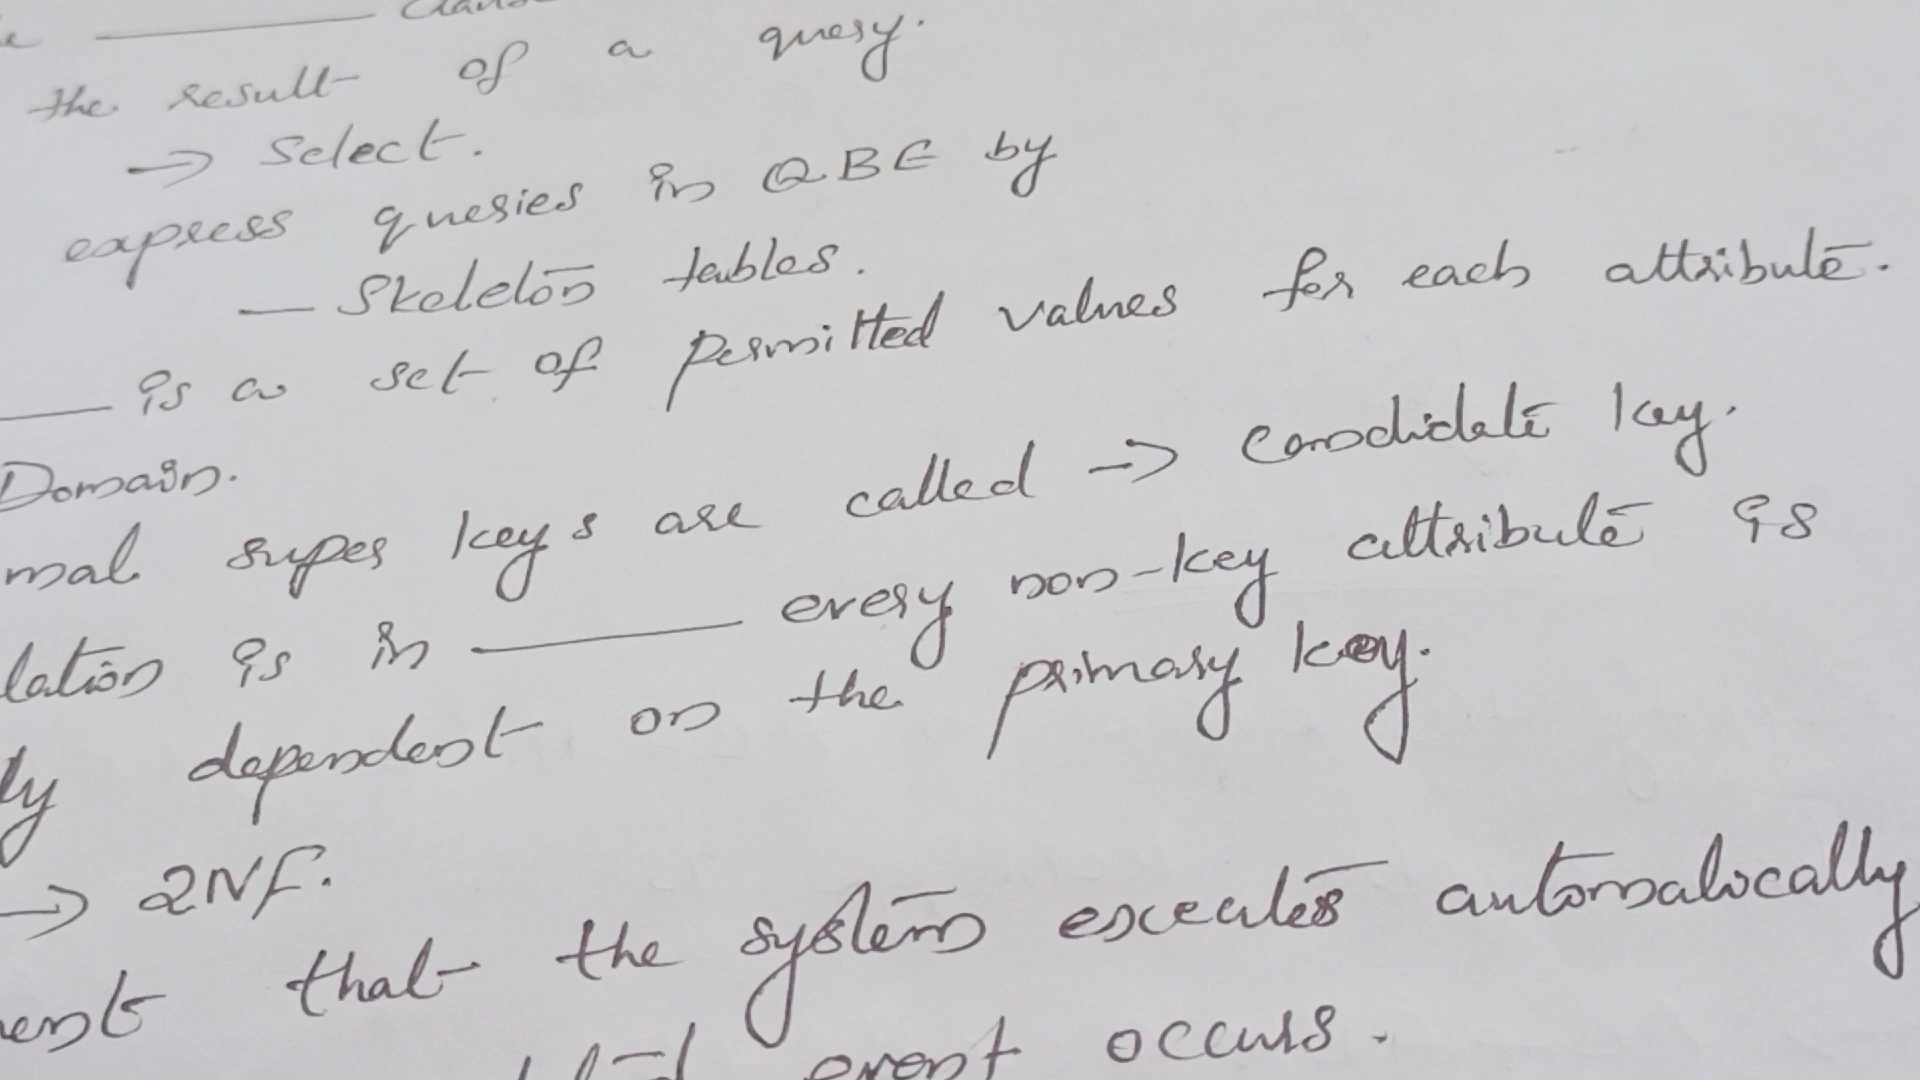 the result of a query.
→ Select.
express queries in QBE by
— Skeleton tables.
____ is a set of permitted values for each attribute.
Domain.
mal super keys are called → Candidate key.
lation is in ____ every non-key attribute is
ly dependent on the primary key.
→ 2NF.
ent that the system executes automatically
event occurs.